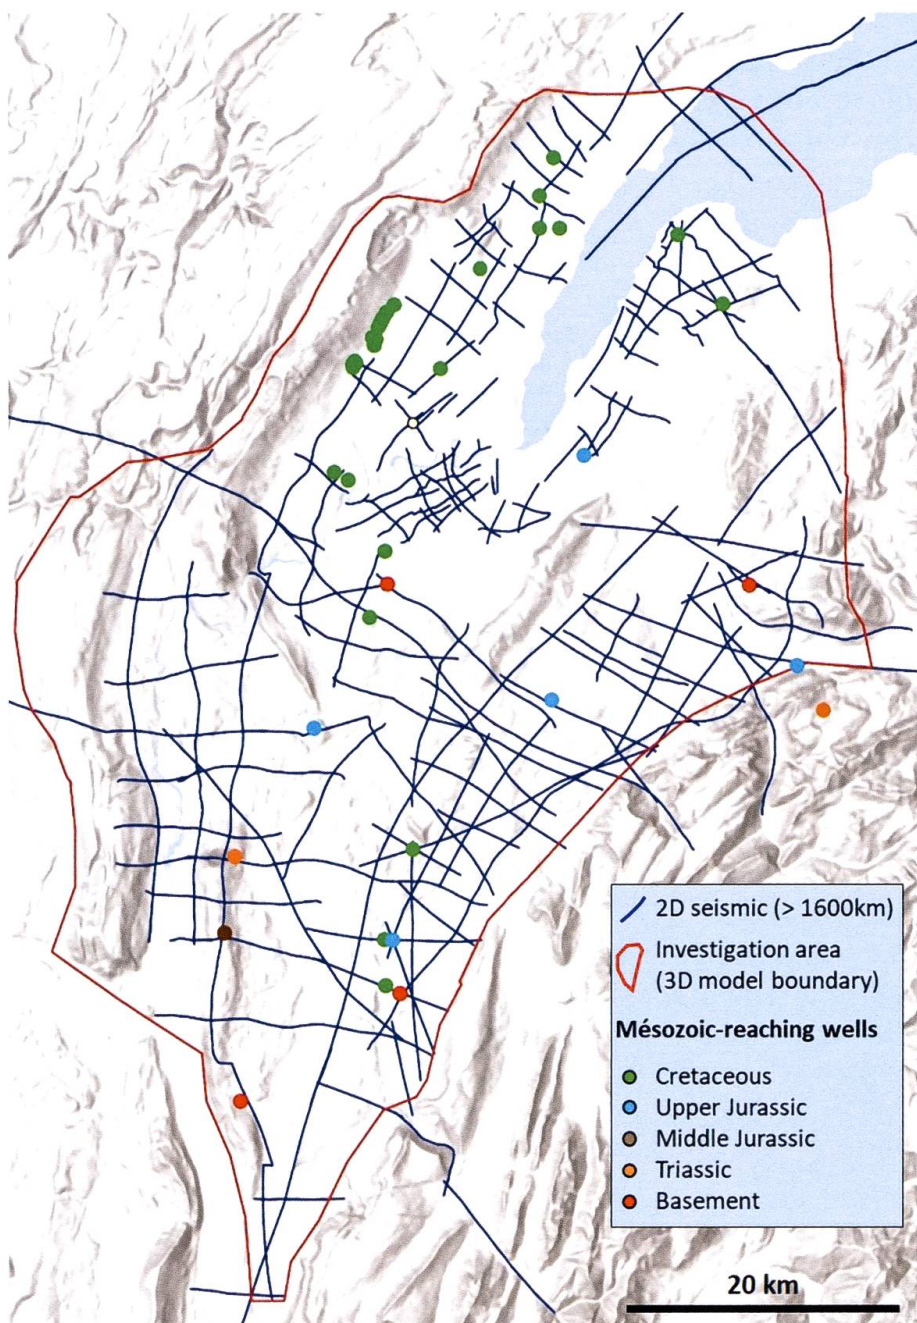 2D seismic (> 1600km)
Investigation area
(3D model boundary)
Mésozoic-reaching wells
Cretaceous
Upper Jurassic
Middle Jurassic
Triassic
Basement
20 km